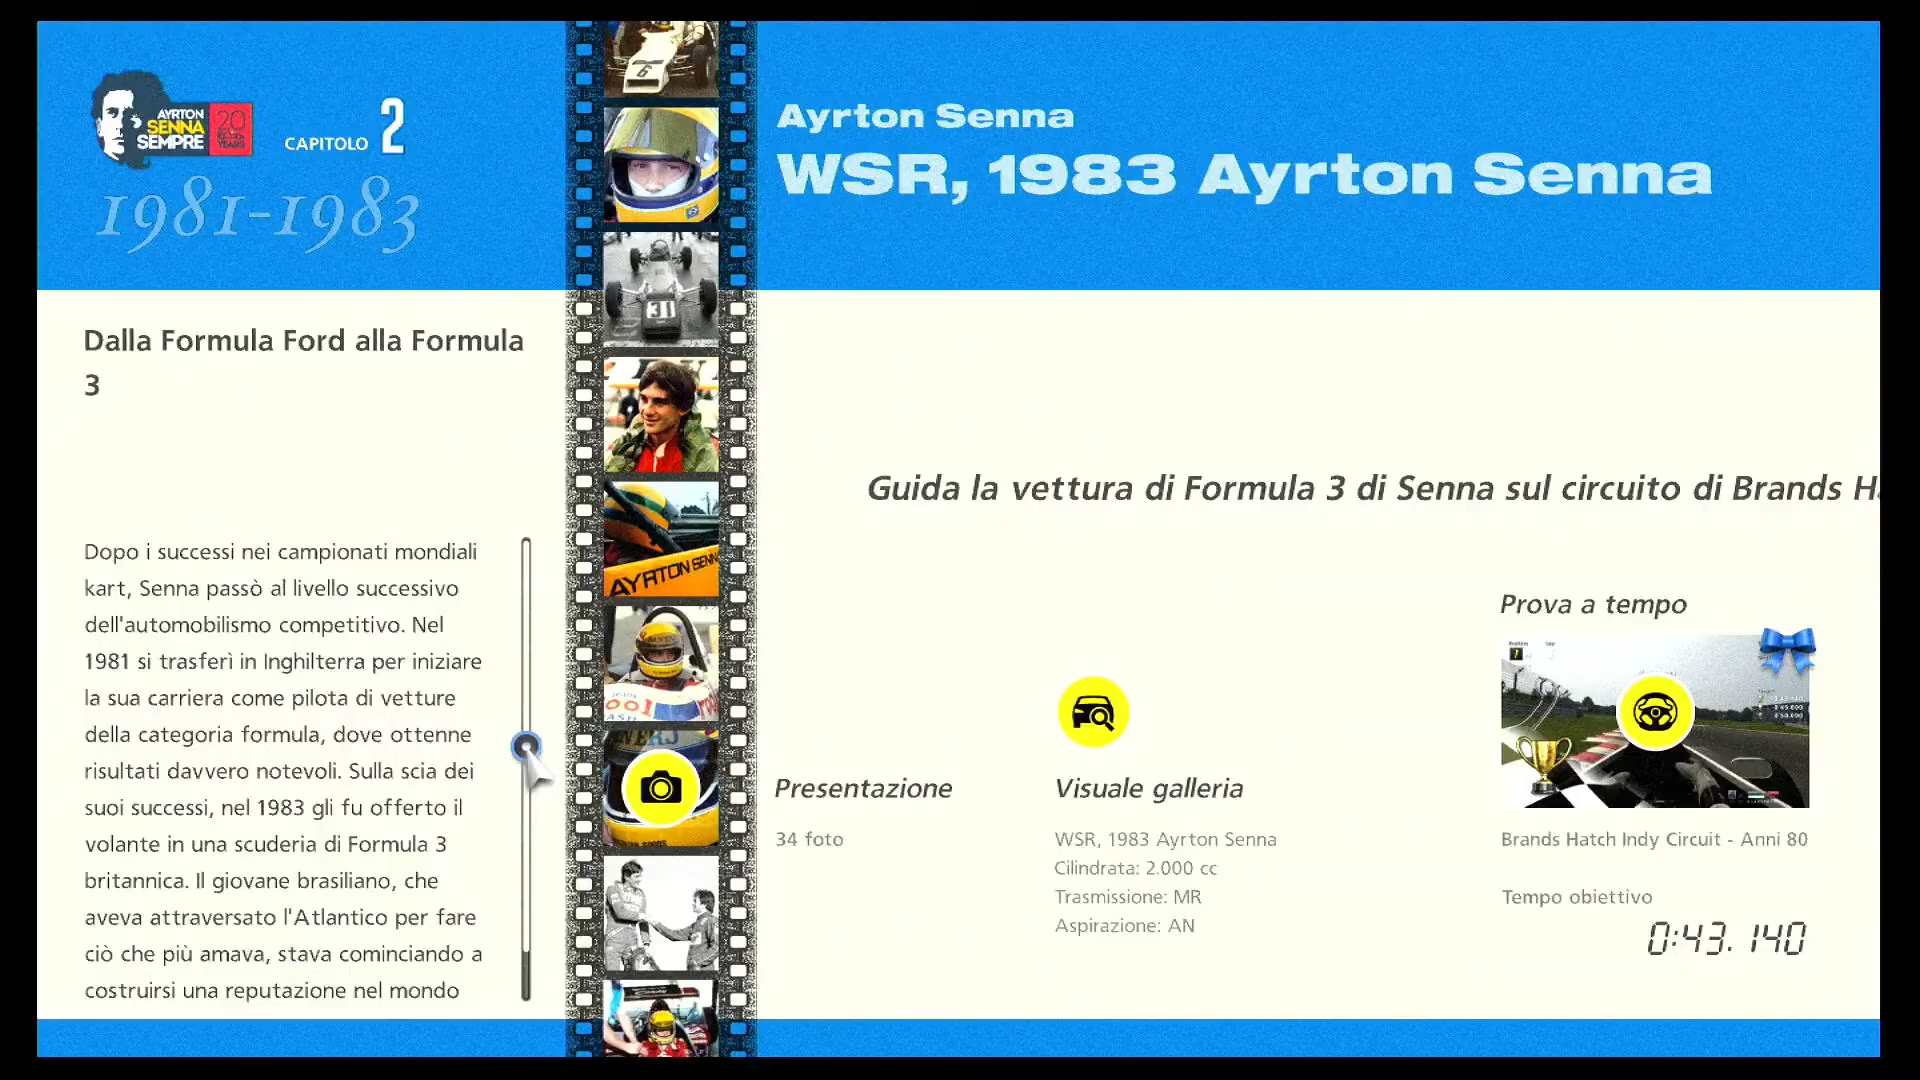 AYRTON
SENNA
SEMPRE
20
YEARS
CAPITOLO 2
1981-1983
Ayrton Senna
WSR, 1983 Ayrton Senna
Dalla Formula Ford alla Formula
3
Guida la vettura di Formula 3 di Senna sul circuito di Brands H
Dopo i successi nei campionati mondiali
kart, Senna passò al livello successivo
dell'automobilismo competitivo. Nel
1981 si trasferì in Inghilterra per iniziare
la sua carriera come pilota di vetture
della categoria formula, dove ottenne
risultati davvero notevoli. Sulla scia dei
suoi successi, nel 1983 gli fu offerto il
volante in una scuderia di Formula 3
britannica. Il giovane brasiliano, che
aveva attraversato l'Atlantico per fare
ciò che più amava, stava cominciando a
costruirsi una reputazione nel mondo
6
31
AYRTON SENN
Presentazione
34 foto
Visuale galleria
WSR, 1983 Ayrton Senna
Cilindrata: 2.000 cc
Trasmissione: MR
Aspirazione: AN
Prova a tempo
Brands Hatch Indy Circuit - Anni 80
Tempo obiettivo
0:43.140